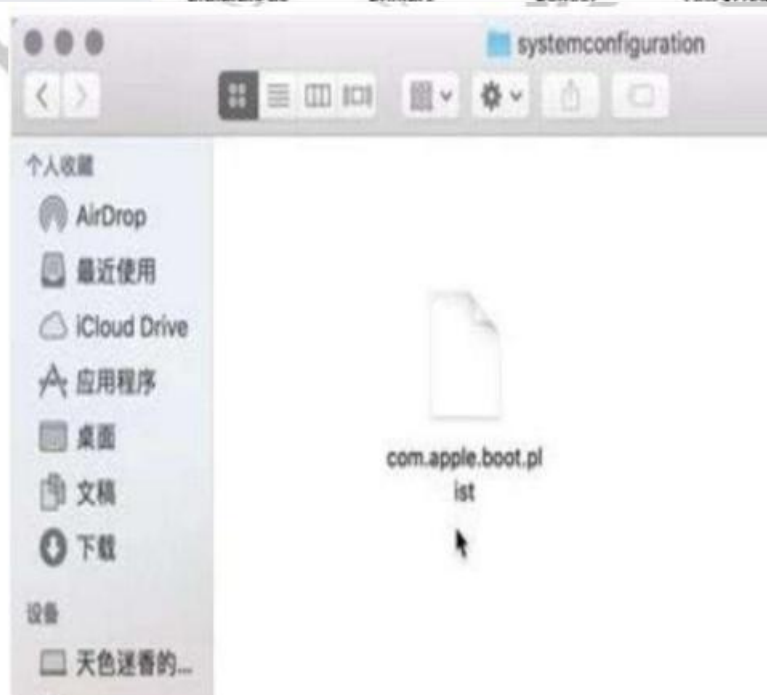 systemconfiguration
个人收藏
AirDrop
最近使用
iCloud Drive
应用程序
桌面
文稿
下载
设备
天色迷香的...
com.apple.boot.pl
ist